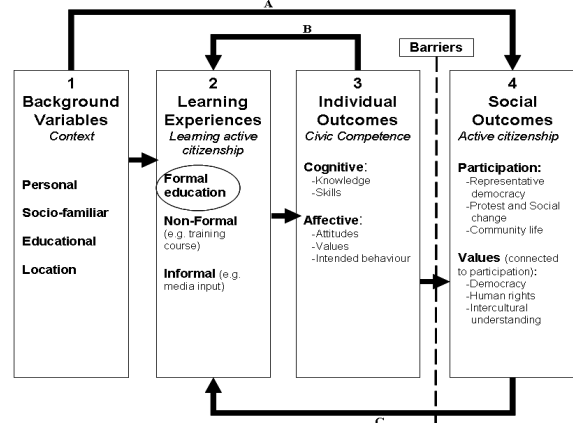 A
B
Barriers
1
Background
Variables
Context
Personal
Socio-familiar
Educational
Location
2
Learning
Experiences
Learning active
citizenship
Formal
education
Non-Formal
(e.g. training
course)
Informal (e.g.
media input)
3
Individual
Outcomes
Civic Competence
Cognitive:
-Knowledge
-Skills
Affective:
-Attitudes
-Values
-Intended behaviour
4
Social
Outcomes
Active citizenship
Participation:
-Representative
democracy
-Protest and Social
change
-Community life
Values (connected
to participation):
-Democracy
-Human rights
-Intercultural
understanding
C